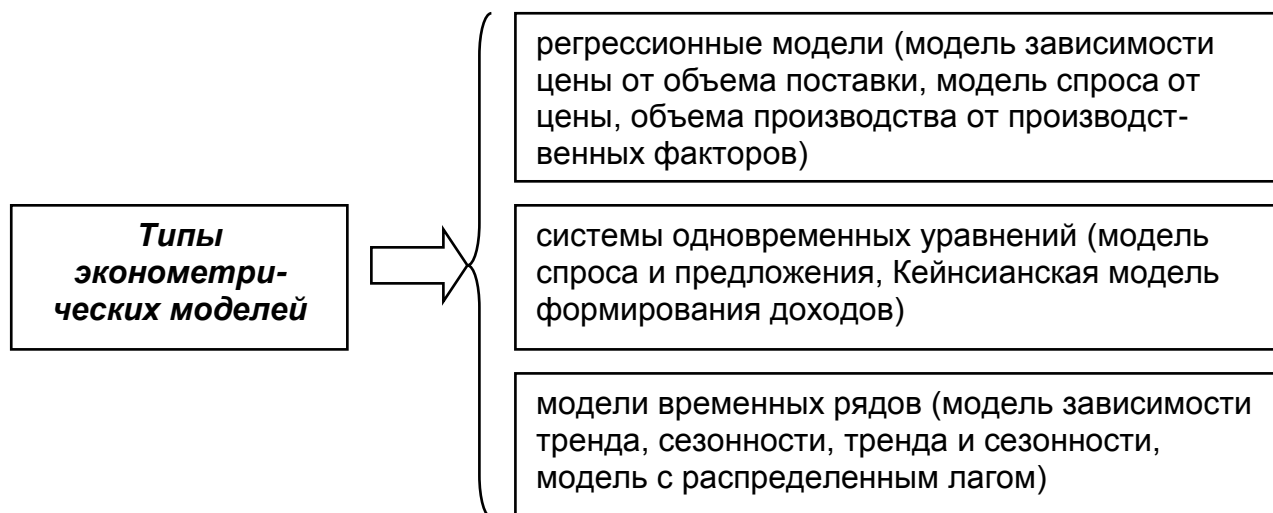 Типы
эконометри-
ческих моделей
регрессионные модели (модель зависимости
цены от объема поставки, модель спроса от
цены, объема производства от производст-
венных факторов)
системы одновременных уравнений (модель
спроса и предложения, Кейнсианская модель
формирования доходов)
модели временных рядов (модель зависимости
тренда, сезонности, тренда и сезонности,
модель с распределенным лагом)